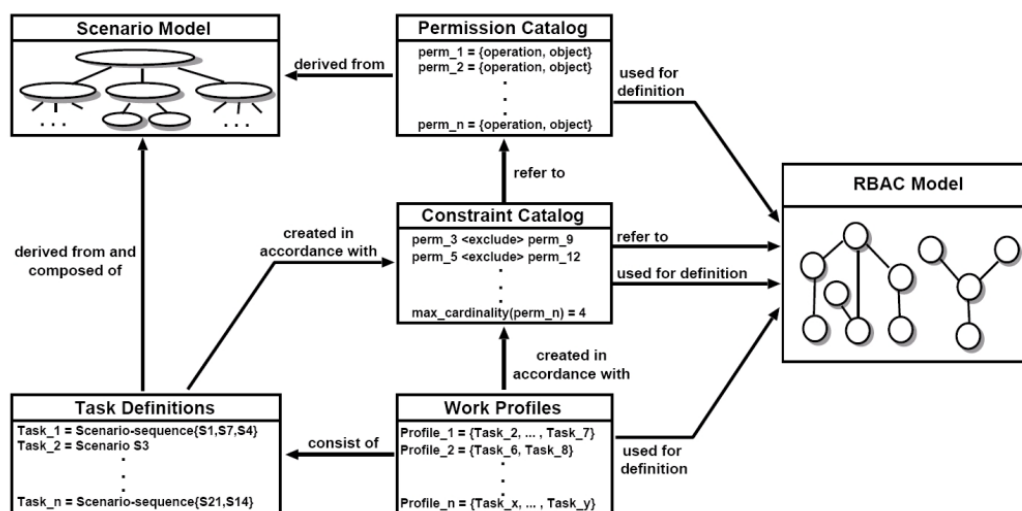 Scenario Model
. . .
. . .
derived from
Permission Catalog
perm_1 = {operation, object}
perm_2 = {operation, object}
.
.
.
perm_n = {operation, object}
used for
definition
refer to
RBAC Model
derived from and
composed of
created in
accordance with
Constraint Catalog
perm_3 <exclude> perm_9
perm_5 <exclude> perm_12
.
.
.
max_cardinality(perm_n) = 4
refer to
used for definition
created in
accordance with
Task Definitions
Task_1 = Scenario-sequence{S1,S7,S4}
Task_2 = Scenario S3
.
.
.
Task_n = Scenario-sequence{S21,S14}
consist of
Work Profiles
Profile_1 = {Task_2, ... , Task_7}
Profile_2 = {Task_6, Task_8}
.
.
.
Profile_n = {Task_x, ... , Task_y}
used for
definition